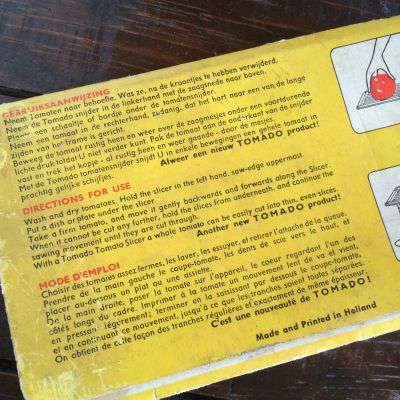 GEBRUIKSAANWIJZING
Neem Tomaten naar behoefte. Was ze, na de kroontjes te hebben verwijderd.
Neem de Tomado snijder in de linkerhand met de zaagsnede naar boven.
Plaats een schaaltje of bordje onder de tomatensnijder.
Neem een tomaat in de rechterhand, zodanig, dat het hart naar een van de lange
zijden van het frame is gericht.
Beweeg de tomaat rustig heen en weer over de zaagmesjes onder een voortdurende
lichte druk totdat U niet verder kunt. Pak de tomaat aan de onderkant van de snijder
vast en trek het kapje - al rustig heen en weer gaande - door de mesjes.
Met de Tomado tomatensnijder snijdt U in enkele bewegingen een gehele tomaat in
prachtig gelijke schijfjes.
Alweer een nieuw TOMADO product!
DIRECTIONS FOR USE
Wash and dry tomatoes. Hold the slicer in the left hand, saw-edge uppermost.
Put a dish or plate under the slicer.
Take a firm tomato, and move it gently backwards and forwards along the Slicer.
When it cannot be cut any further, hold the slices from underneath, and continue the
sawing movement until they are cut through.
With a Tomado Tomato Slicer a whole tomato can be easily cut into thin, even slices.
Another new TOMADO product!
MODE D'EMPLOI
Choisir des tomates assez fermes, les laver, les essuyer, et retirer l'attache de la queue.
Prendre de la main gauche le coupe-tomate, les dents de scie vers le haut, et
placer au-dessous un plat ou une assiette.
De la main droite, poser la tomate sur l'appareil, le coeur regardant l'un des
côtés longs du cadre. Imprimer à la tomate un mouvement régulier de va et vient,
en pressant légèrement; terminer en la saisissant par dessous le coupe-tomate,
et en continuant ce mouvement, jusqu'à ce que les tranches soient toutes séparées.
On obtient de cette façon des tranches régulières et exactement de même épaisseur.
C'est une nouveauté de TOMADO!
Made and Printed in Holland